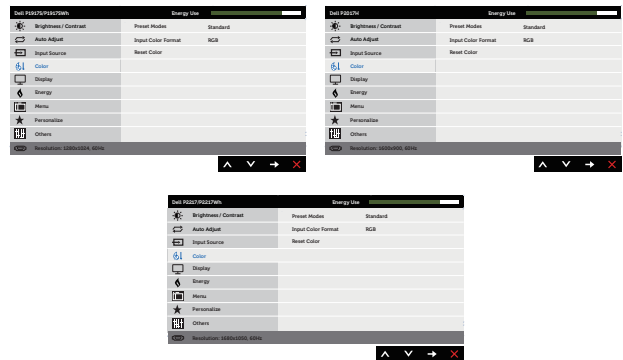 Dell P1917S/P1917SWh Energy Use
Brightness / Contrast Preset Modes Standard
Auto Adjust Input Color Format RGB
Input Source Reset Color
Color
Display
Energy
Menu
Personalize
Others
Resolution: 1280x1024, 60Hz
Dell P2017H Energy Use
Brightness / Contrast Preset Modes Standard
Auto Adjust Input Color Format RGB
Input Source Reset Color
Color
Display
Energy
Menu
Personalize
Others
Resolution: 1600x900, 60Hz
Dell P2217/P2217Wh Energy Use
Brightness / Contrast Preset Modes Standard
Auto Adjust Input Color Format RGB
Input Source Reset Color
Color
Display
Energy
Menu
Personalize
Others
Resolution: 1680x1050, 60Hz